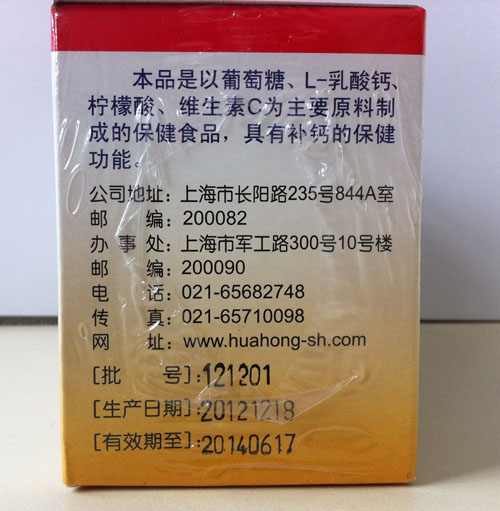 本品是以葡萄糖、L-乳酸钙、
柠檬酸、维生素C为主要原料制
成的保健食品，具有补钙的保健
功能。
公司地址：上海市长阳路235号844A室
邮 编：200082
办 事 处：上海市军工路300号10号楼
邮 编：200090
电 话：021-65682748
传 真：021-65710098
网 址：www.huahong-sh.com
[批 号]：121201
[生产日期]：20121218
[有效期至]：20140617